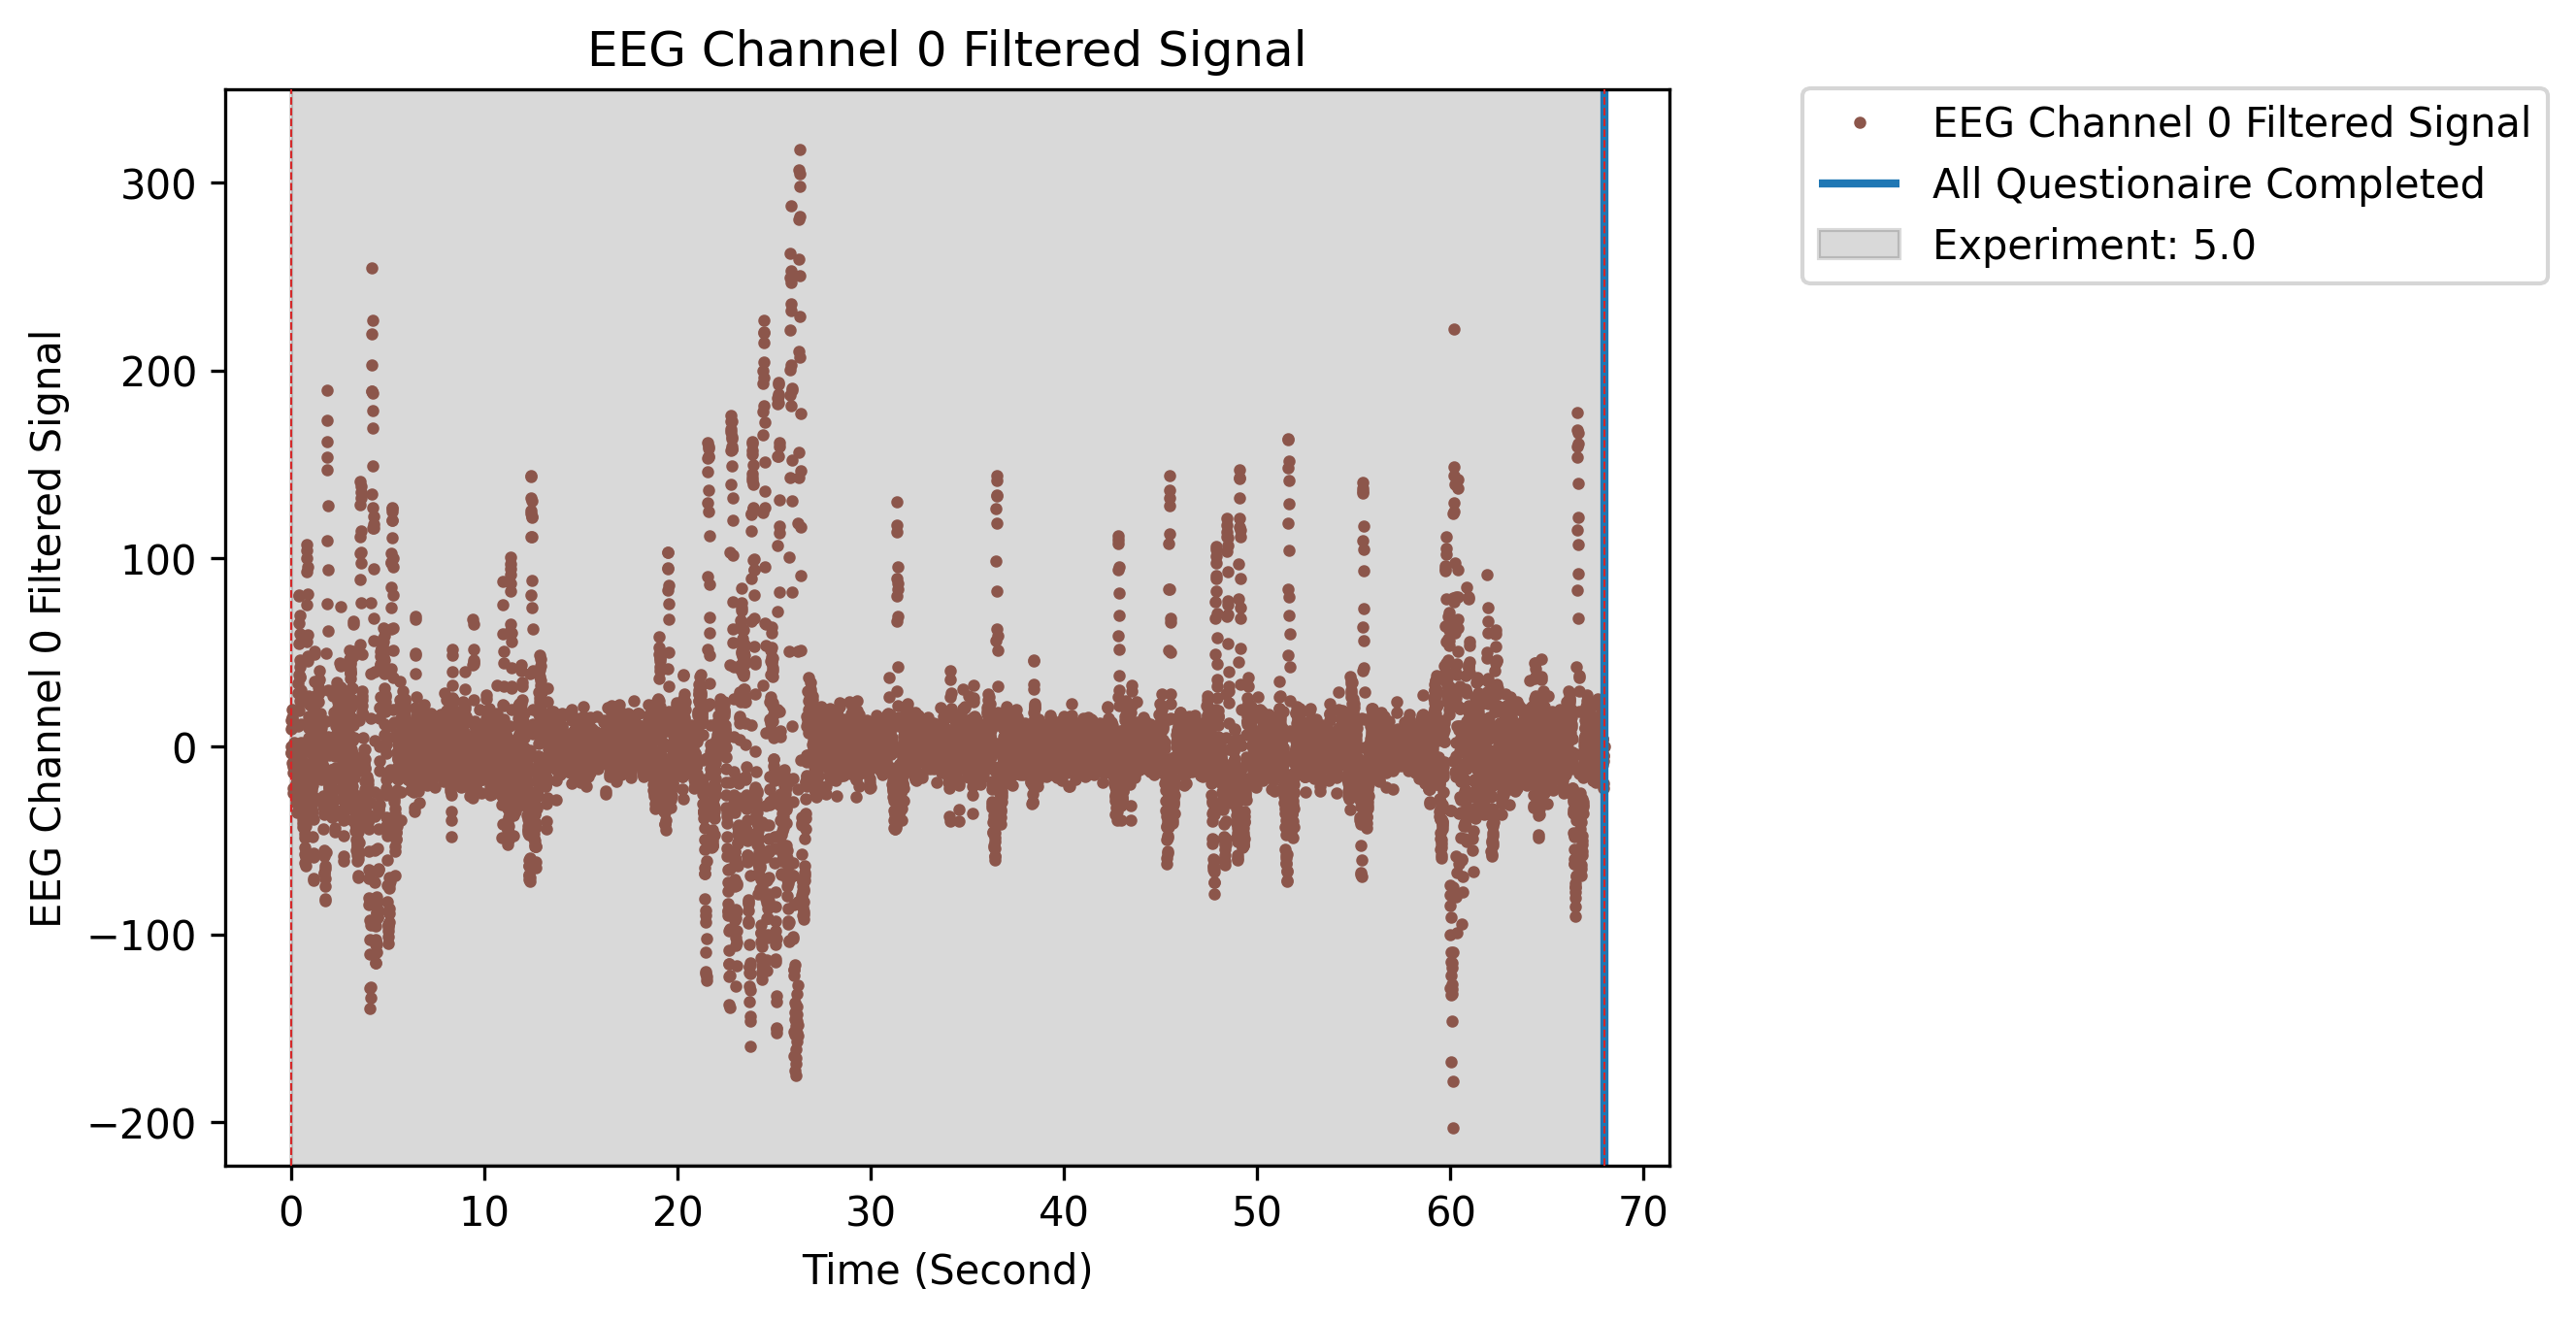 EEG Channel 0 Filtered Signal
EEG Channel 0 Filtered Signal
All Questionaire Completed
Experiment: 5.0
EEG Channel 0 Filtered Signal
300
200
100
0
−100
−200
0 10 20 30 40 50 60 70
Time (Second)